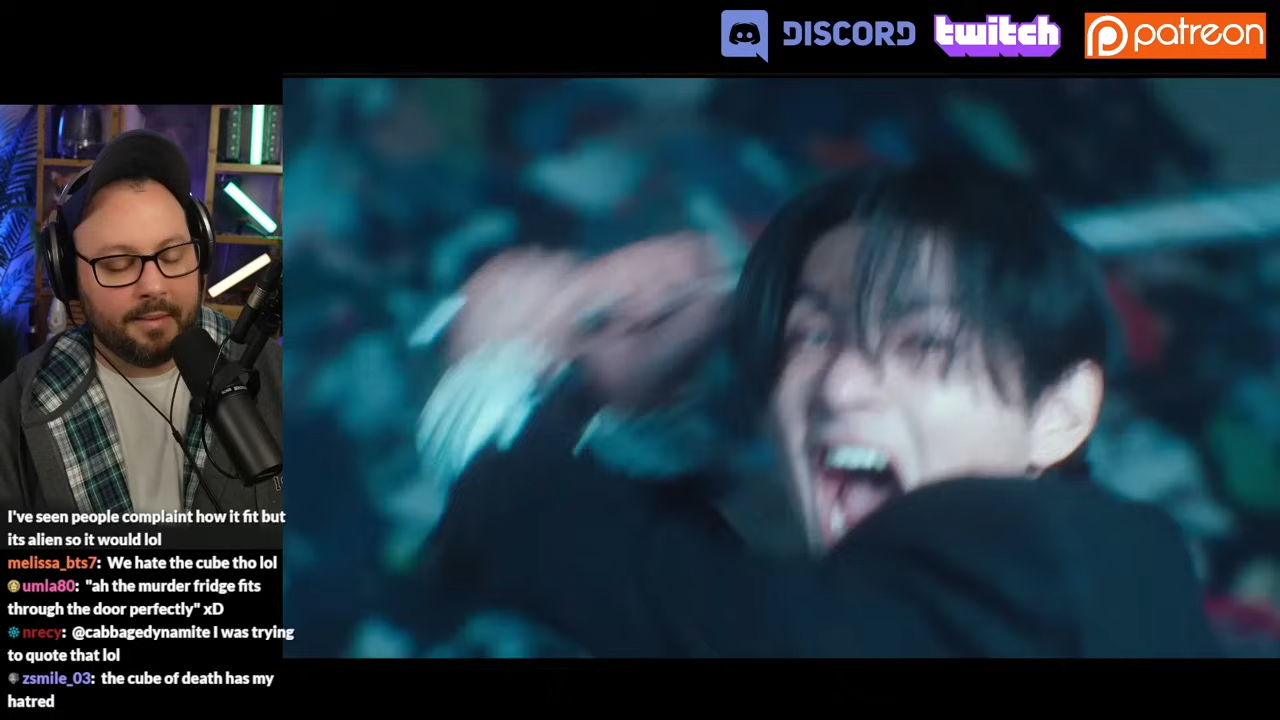 DISCORD twitch patreon
I've seen people complaint how it fit but
its alien so it would lol
melissa_bts7: We hate the cube tho lol
umla80: "ah the murder fridge fits
through the door perfectly" xD
nrecy: @cabbagedynamite I was trying
to quote that lol
zsmile_03: the cube of death has my
hatred